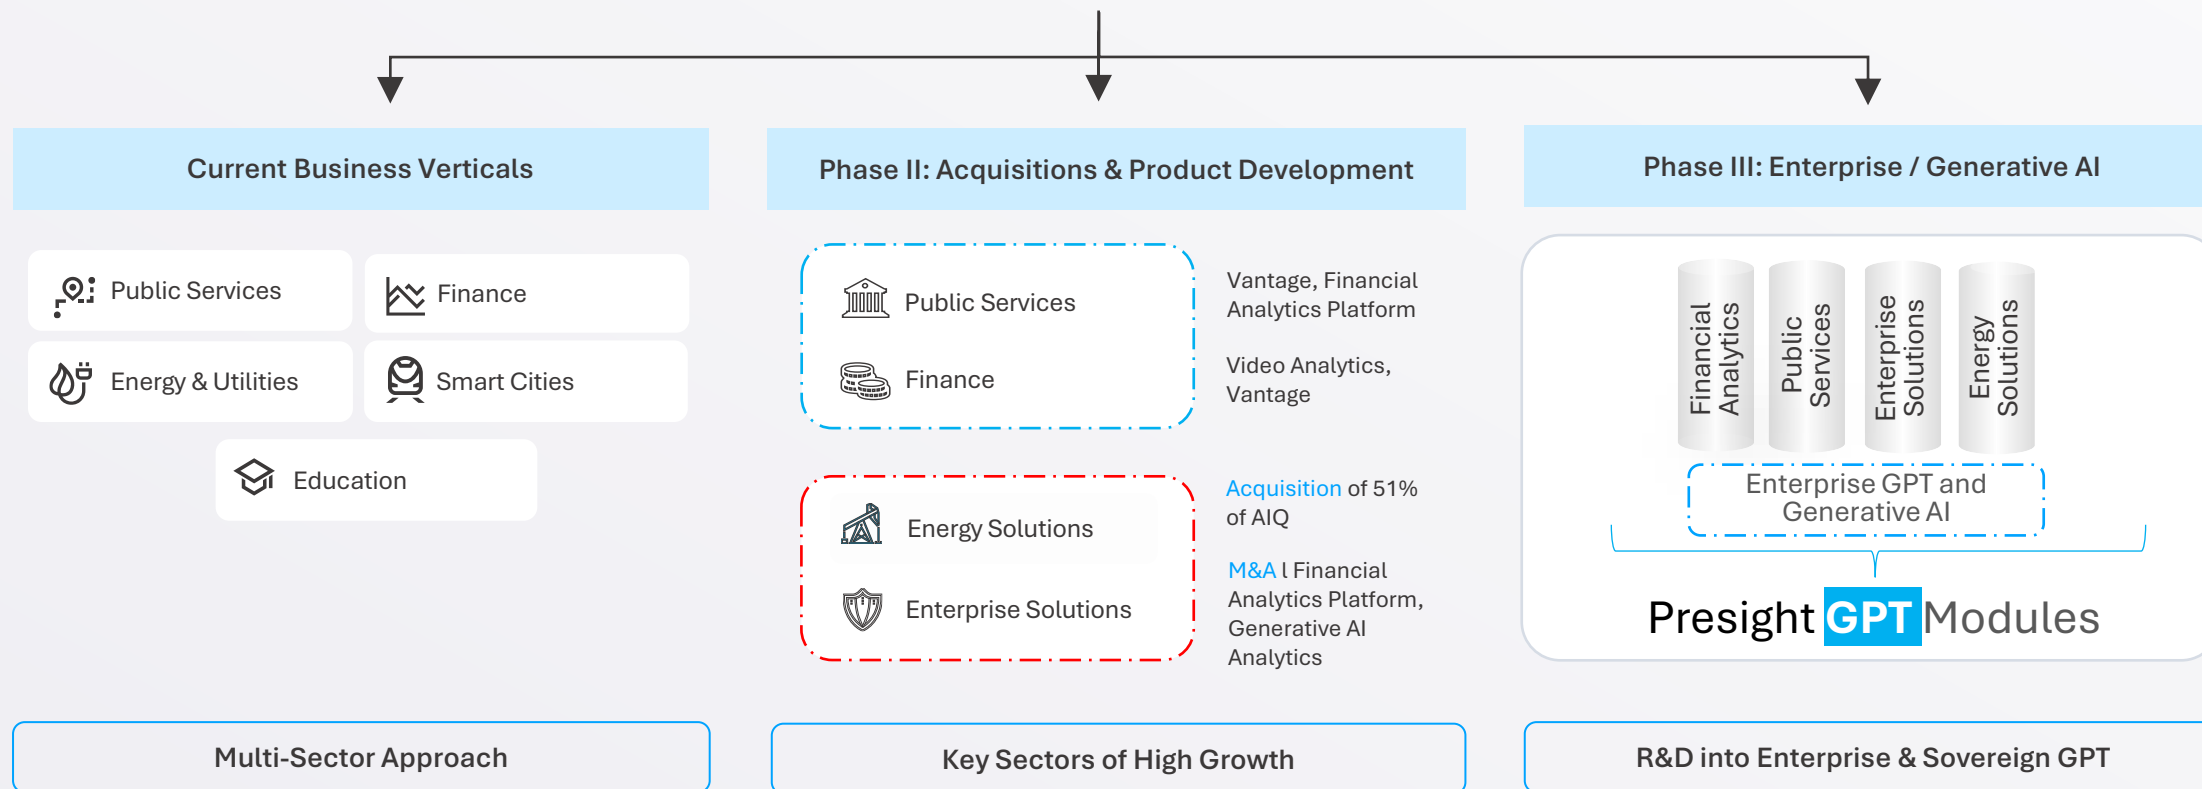 Current Business Verticals
Public Services
Finance
Energy & Utilities
Smart Cities
Education
Multi-Sector Approach
Phase II: Acquisitions & Product Development
Public Services
Vantage, Financial
Analytics Platform
Finance
Video Analytics,
Vantage
Energy Solutions
Acquisition of 51%
of AIQ
Enterprise Solutions
M&A l Financial
Analytics Platform,
Generative AI
Analytics
Key Sectors of High Growth
Phase III: Enterprise / Generative AI
Financial
Analytics
Public
Services
Enterprise
Solutions
Energy
Solutions
Enterprise GPT and
Generative AI
Presight GPT Modules
R&D into Enterprise & Sovereign GPT